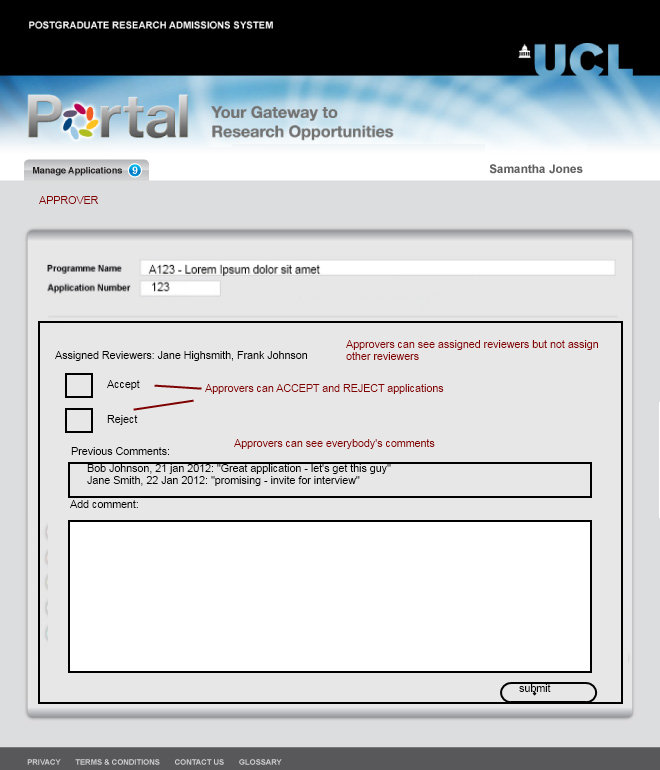 POSTGRADUATE RESEARCH ADMISSIONS SYSTEM
UCL
Portal
Your Gateway to
Research Opportunities
Manage Applications 9
Samantha Jones
APPROVER
Programme Name A123 - Lorem Ipsum dolor sit amet
Application Number 123
Approvers can see assigned reviewers but not assign
other reviewers
Assigned Reviewers: Jane Highsmith, Frank Johnson
Accept
Approvers can ACCEPT and REJECT applications
Reject
Approvers can see everybody's comments
Previous Comments:
Bob Johnson, 21 jan 2012: "Great application - let's get this guy"
Jane Smith, 22 Jan 2012: "promising - invite for interview"
Add comment:
submit
PRIVACY TERMS & CONDITIONS CONTACT US GLOSSARY